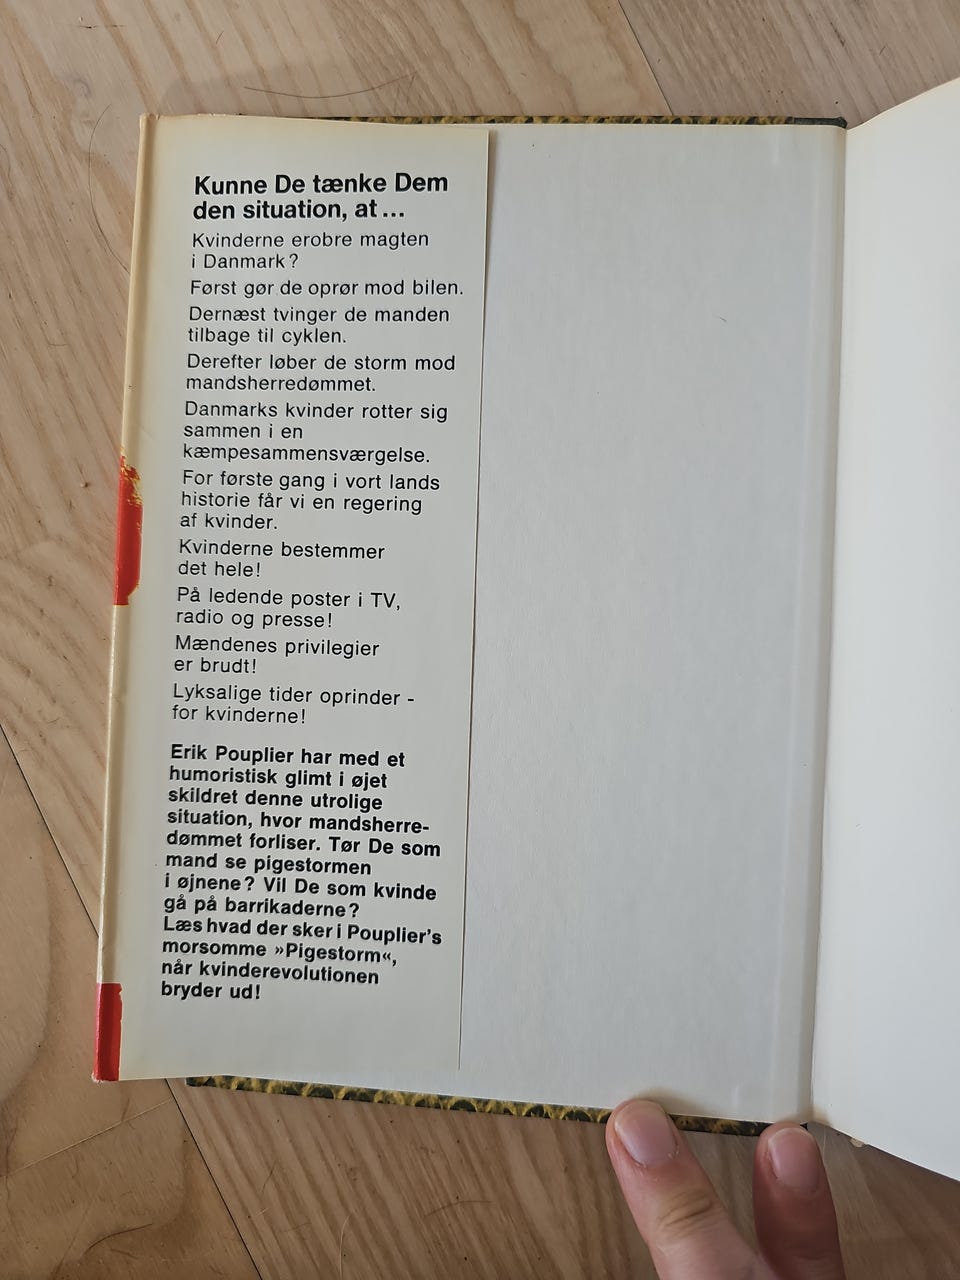 Kunne De tænke Dem
den situation, at...
Kvinderne erobre magten
i Danmark?
Først gør de oprør mod bilen.
Dernæst tvinger de manden
tilbage til cyklen.
Derefter løber de storm mod
mandsherredømmet.
Danmarks kvinder rotter sig
sammen i en
kæmpesammensværgelse.
For første gang i vort lands
historie får vi en regering
af kvinder.
Kvinderne bestemmer
det hele!
På ledende poster i TV,
radio og presse!
Mændenes privilegier
er brudt!
Lyksalige tider oprinder -
for kvinderne!
Erik Pouplier har med et
humoristisk glimt i øjet
skildret denne utrolige
situation, hvor mandsherre-
dømmet forliser. Tør De som
mand se pigestormen
i øjnene? Vil De som kvinde
gå på barrikaderne?
Læs hvad der sker i Pouplier's
morsomme »Pigestorm«,
når kvinderevolutionen
bryder ud!